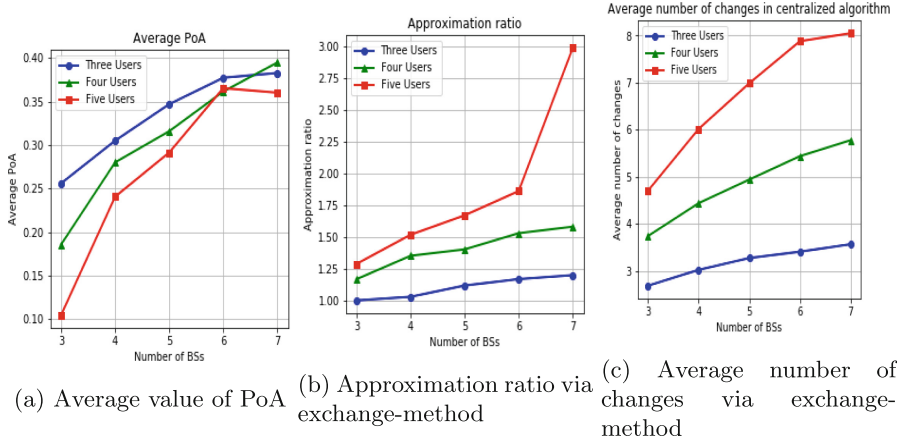 Average PoA
Three Users
Four Users
Five Users
0.40
0.35
0.30
0.25
0.20
0.15
0.10
Average PoA
3 4 5 6 7
Number of BSs
(a) Average value of PoA
Approximation ratio
Three Users
Four Users
Five Users
3.00
2.75
2.50
2.25
2.00
1.75
1.50
1.25
1.00
Approximation ratio
3 4 5 6 7
Number of BSs
(b) Approximation ratio via
exchange-method
Average number of changes in centralized algorithm
Three Users
Four Users
Five Users
8
7
6
5
4
3
Average number of changes
3 4 5 6 7
Number of BSs
(c) Average number of
changes via exchange-
method